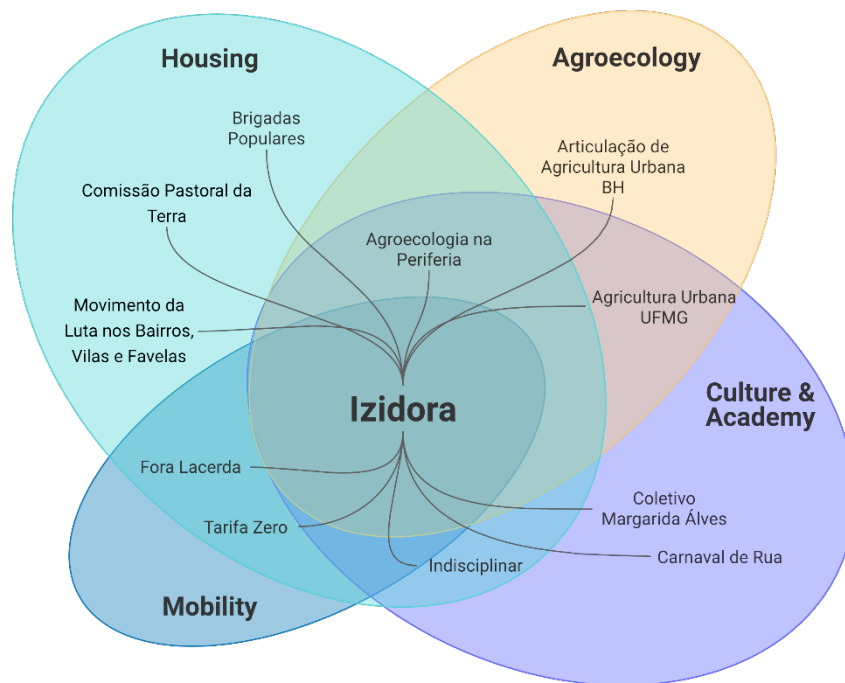 Housing
Agroecology
Brigadas
Populares
Articulação de
Agricultura Urbana
BH
Comissão Pastoral da
Terra
Agroecologia na
Periferia
Movimento da
Luta nos Bairros,
Vilas e Favelas
Agricultura Urbana
UFMG
Culture &
Academy
Izidora
Fora Lacerda
Coletivo
Margarida Álves
Tarifa Zero
Indisciplinar
Carnaval de Rua
Mobility